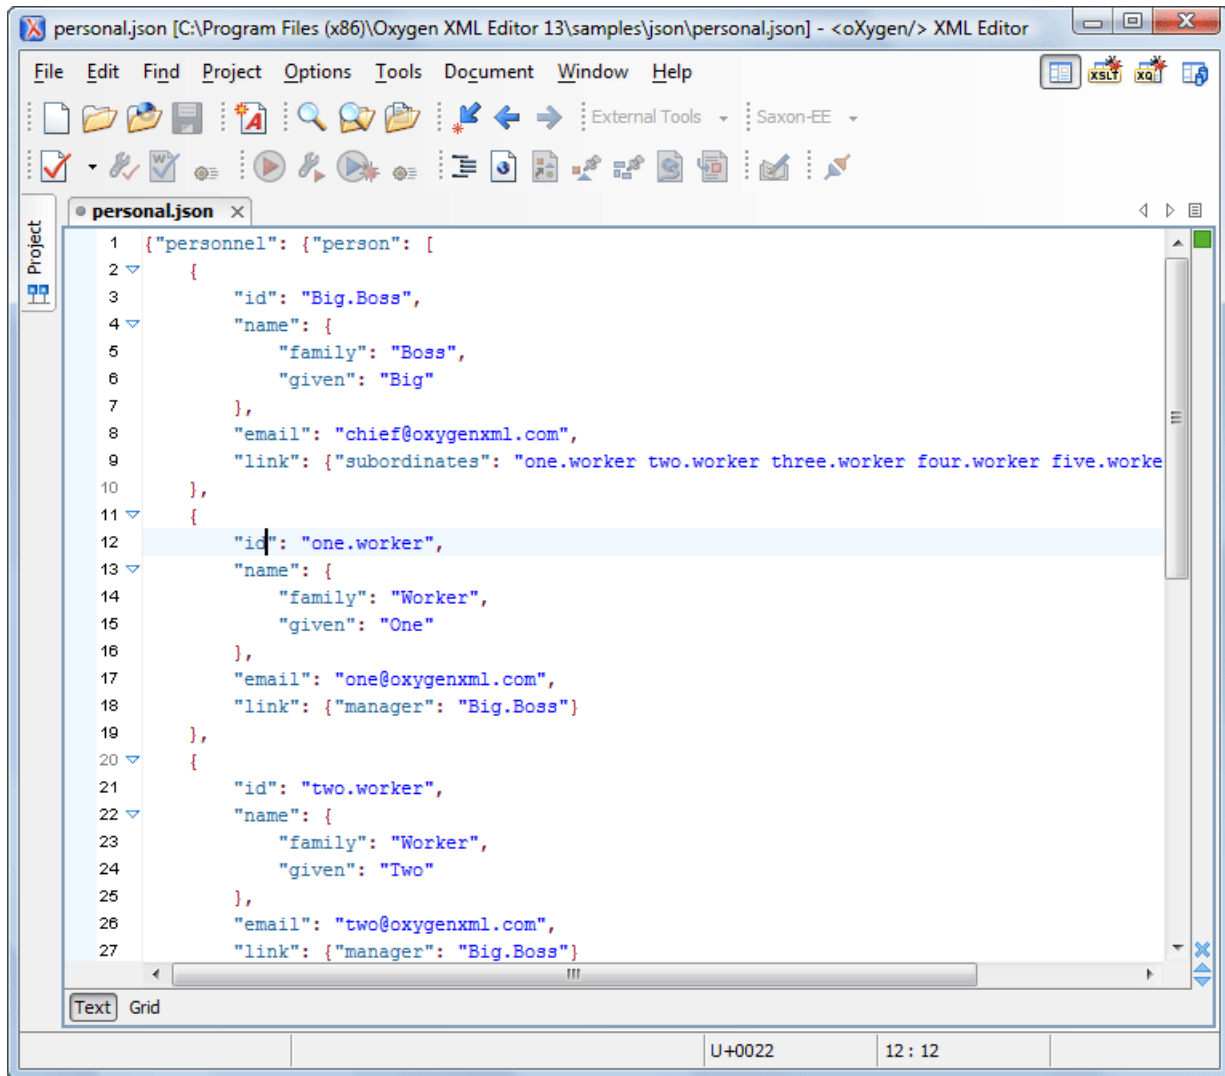 personal.json [C:\Program Files (x86)\Oxygen XML Editor 13\samples\json\personal.json] - <oXygen/> XML Editor
File Edit Find Project Options Tools Document Window Help
XSLT XQ
External Tools Saxon-EE
personal.json
Project
1 {"personnel": {"person": [
2 {
3 "id": "Big.Boss",
4 "name": {
5 "family": "Boss",
6 "given": "Big"
7 },
8 "email": "chief@oxygenxml.com",
9 "link": {"subordinates": "one.worker two.worker three.worker four.worker five.worke
10 },
11 {
12 "id": "one.worker",
13 "name": {
14 "family": "Worker",
15 "given": "One"
16 },
17 "email": "one@oxygenxml.com",
18 "link": {"manager": "Big.Boss"}
19 },
20 {
21 "id": "two.worker",
22 "name": {
23 "family": "Worker",
24 "given": "Two"
25 },
26 "email": "two@oxygenxml.com",
27 "link": {"manager": "Big.Boss"}
Text Grid
U+0022 12 : 12